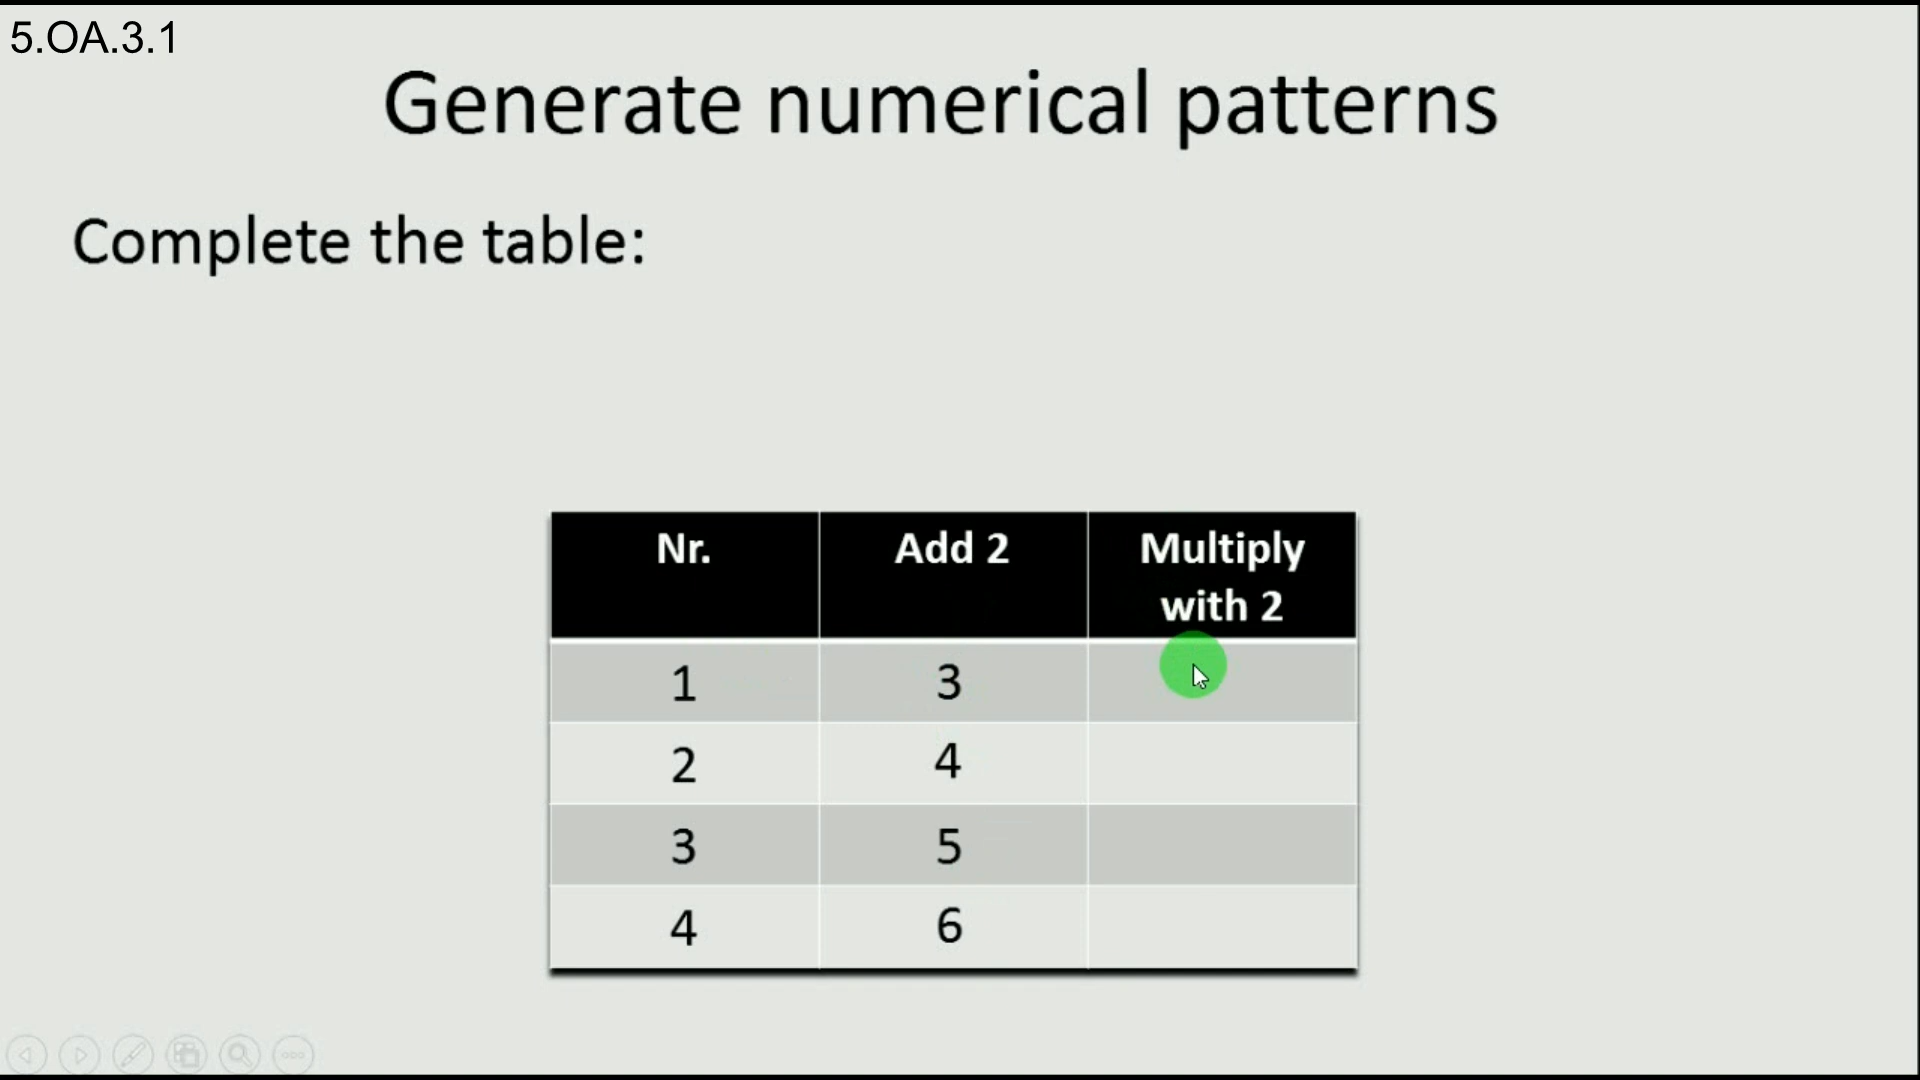 5.OA.3.1
Generate numerical patterns
Complete the table:
Nr. Add 2 Multiply
with 2
1 3
2 4
3 5
4 6